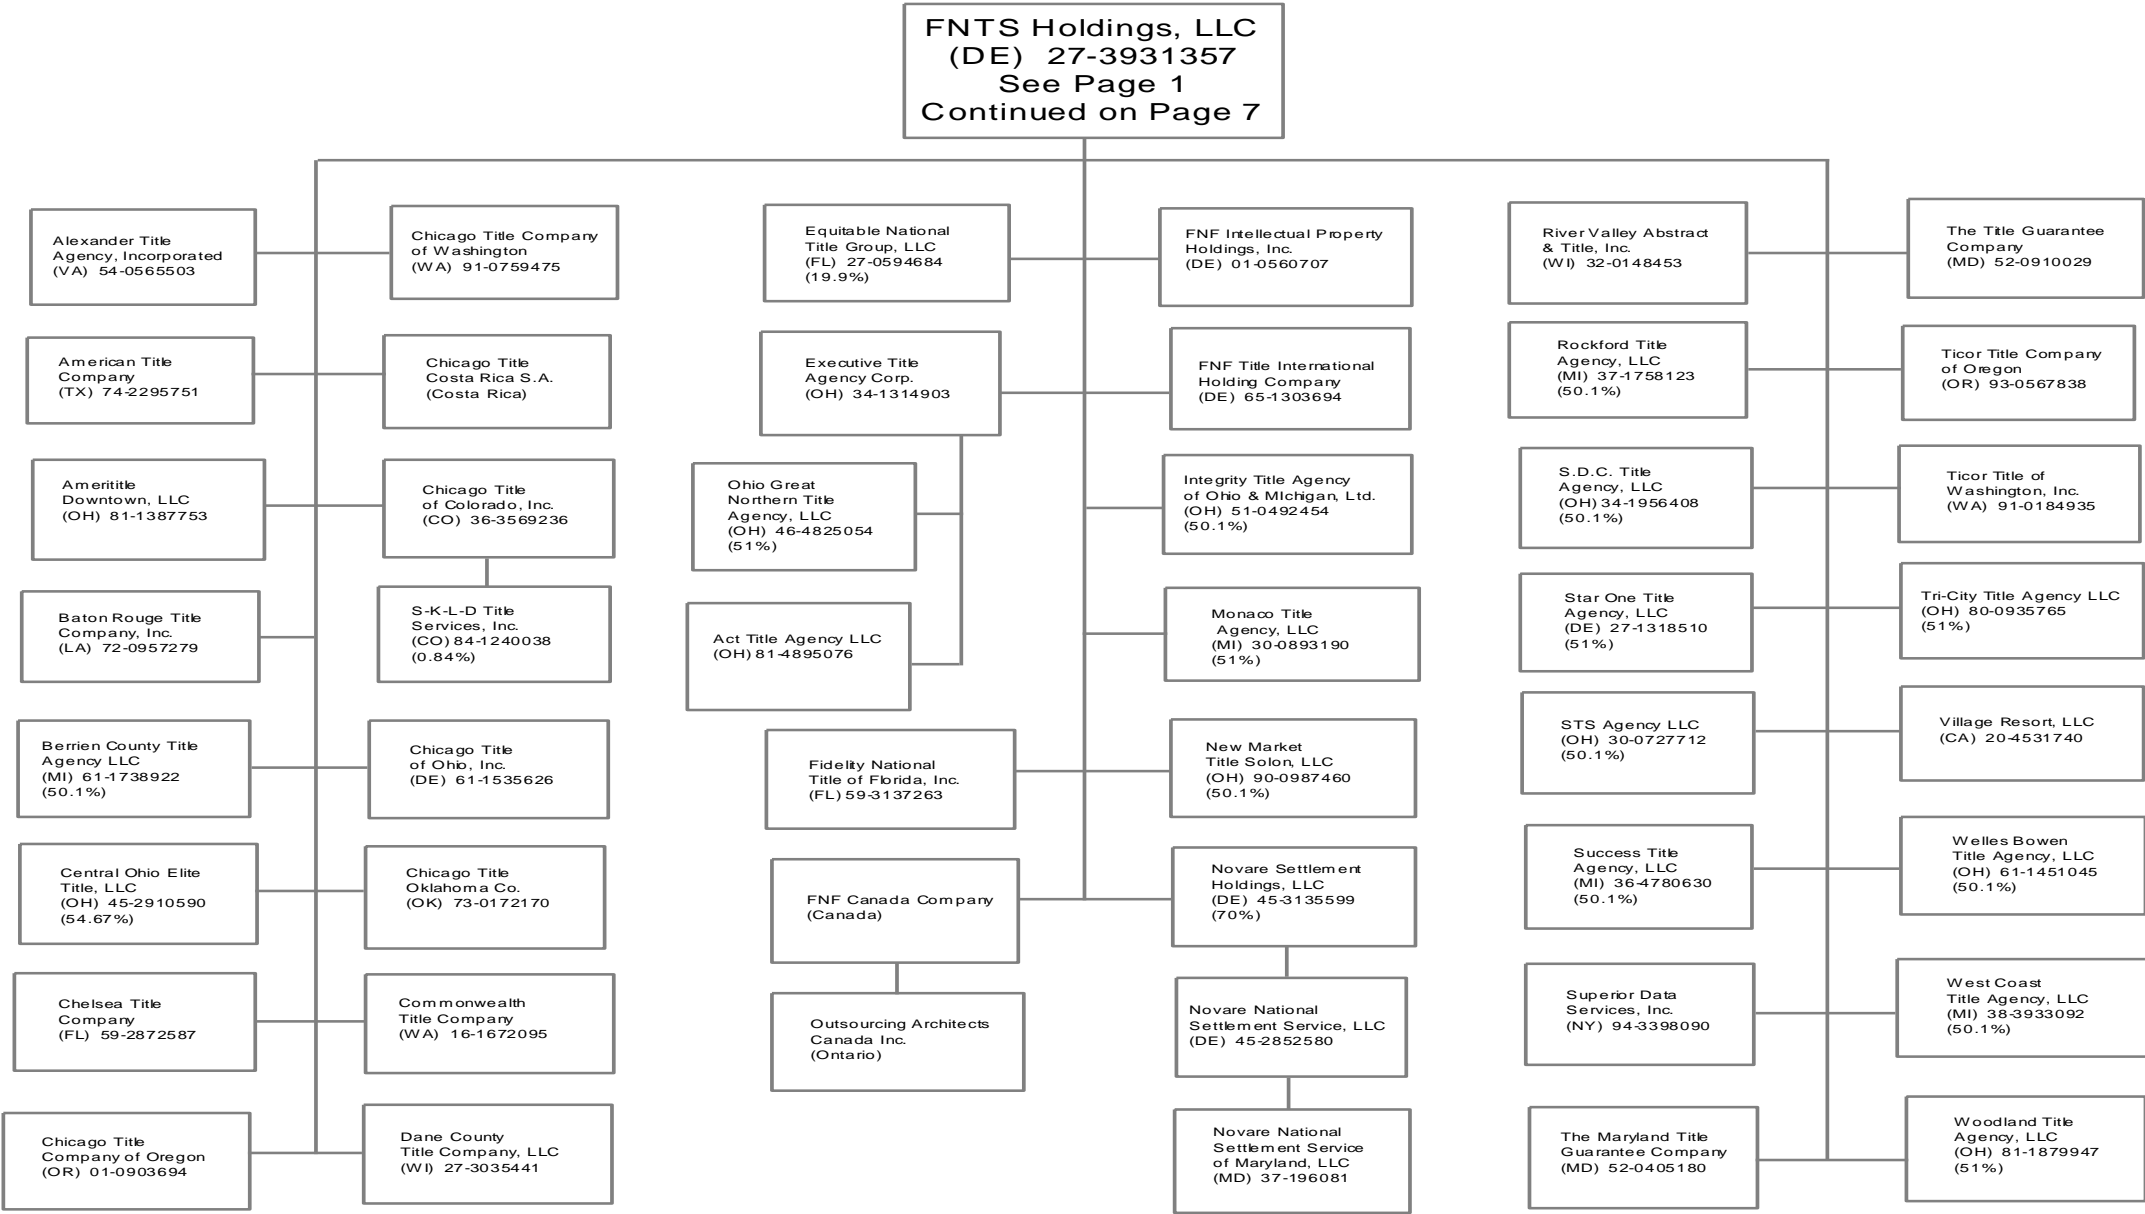 FNTS Holdings, LLC
(DE) 27-3931357
See Page 1
Continued on Page 7
Alexander Title
Agency, Incorporated
(VA) 54-0565503
Chicago Title Company
of Washington
(WA) 91-0759475
American Title
Company
(TX) 74-2295751
Chicago Title
Costa Rica S.A.
(Costa Rica)
Amerititle
Downtown, LLC
(OH) 81-1387753
Chicago Title
of Colorado, Inc.
(CO) 36-3569236
Baton Rouge Title
Company, Inc.
(LA) 72-0957279
S-K-L-D Title
Services, Inc.
(CO) 84-1240038
(0.84%)
Berrien County Title
Agency LLC
(MI) 61-1738922
(50.1%)
Chicago Title
of Ohio, Inc.
(DE) 61-1535626
Central Ohio Elite
Title, LLC
(OH) 45-2910590
(54.67%)
Chicago Title
Oklahoma Co.
(OK) 73-0172170
Chelsea Title
Company
(FL) 59-2872587
Commonwealth
Title Company
(WA) 16-1672095
Chicago Title
Company of Oregon
(OR) 01-0903694
Dane County
Title Company, LLC
(WI) 27-3035441
Equitable National
Title Group, LLC
(FL) 27-0594684
(19.9%)
FNF Intellectual Property
Holdings, Inc.
(DE) 01-0560707
Executive Title
Agency Corp.
(OH) 34-1314903
FNF Title International
Holding Company
(DE) 65-1303694
Ohio Great
Northern Title
Agency, LLC
(OH) 46-4825054
(51%)
Integrity Title Agency
of Ohio & MIchigan, Ltd.
(OH) 51-0492454
(50.1%)
Act Title Agency LLC
(OH) 81-4895076
Monaco Title
Agency, LLC
(MI) 30-0893190
(51%)
Fidelity National
Title of Florida, Inc.
(FL) 59-3137263
New Market
Title Solon, LLC
(OH) 90-0987460
(50.1%)
FNF Canada Company
(Canada)
Novare Settlement
Holdings, LLC
(DE) 45-3135599
(70%)
Outsourcing Architects
Canada Inc.
(Ontario)
Novare National
Settlement Service, LLC
(DE) 45-2852580
Novare National
Settlement Service
of Maryland, LLC
(MD) 37-196081
River Valley Abstract
& Title, Inc.
(WI) 32-0148453
The Title Guarantee
Company
(MD) 52-0910029
Rockford Title
Agency, LLC
(MI) 37-1758123
(50.1%)
Ticor Title Company
of Oregon
(OR) 93-0567838
S.D.C. Title
Agency, LLC
(OH) 34-1956408
(50.1%)
Ticor Title of
Washington, Inc.
(WA) 91-0184935
Star One Title
Agency, LLC
(DE) 27-1318510
(51%)
Tri-City Title Agency LLC
(OH) 80-0935765
(51%)
STS Agency LLC
(OH) 30-0727712
(50.1%)
Village Resort, LLC
(CA) 20-4531740
Success Title
Agency, LLC
(MI) 36-4780630
(50.1%)
Welles Bowen
Title Agency, LLC
(OH) 61-1451045
(50.1%)
Superior Data
Services, Inc.
(NY) 94-3398090
West Coast
Title Agency, LLC
(MI) 38-3933092
(50.1%)
The Maryland Title
Guarantee Company
(MD) 52-0405180
Woodland Title
Agency, LLC
(OH) 81-1879947
(51%)